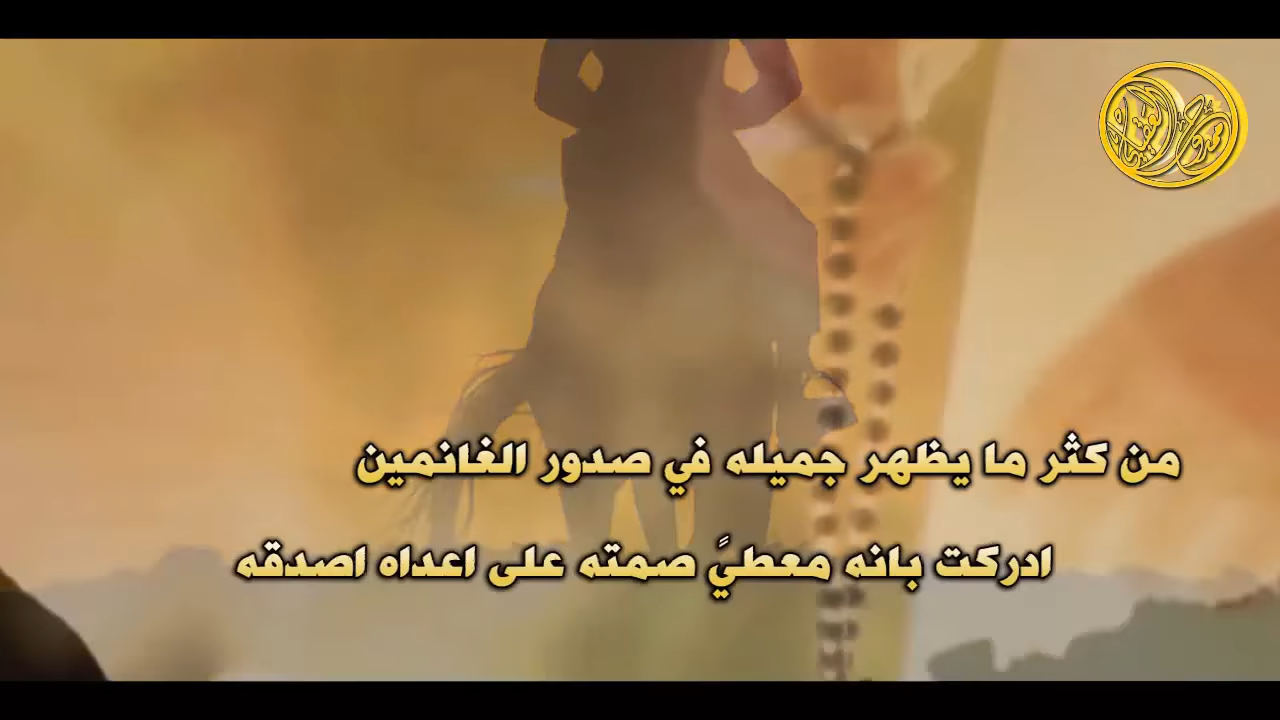 من كثر ما يظهر جميله في صدور الغانمين
ادركت بانه معطيً صمته على اعداه اصدقه